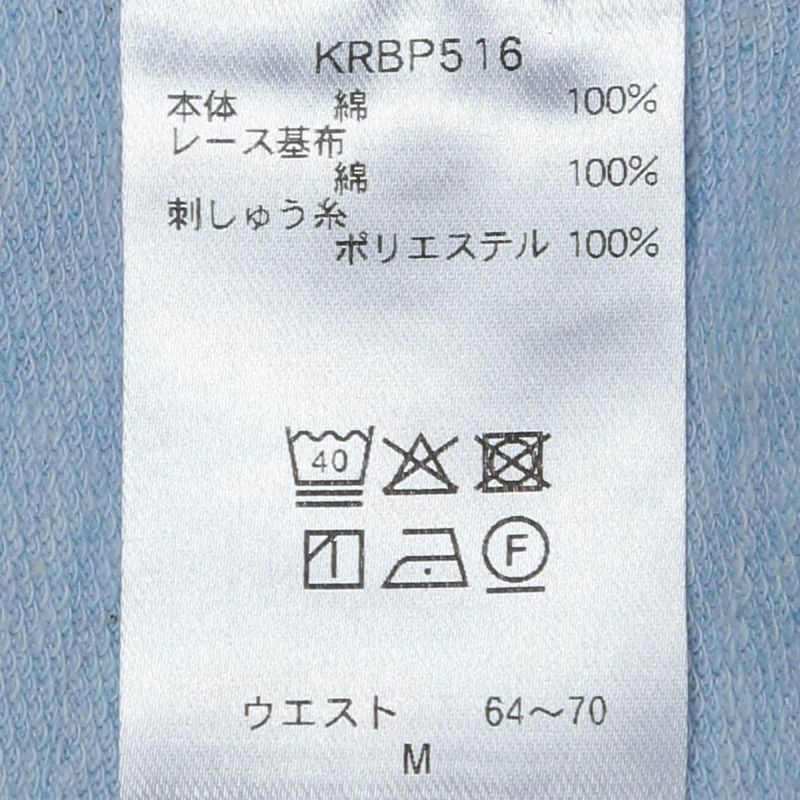 KRBP516
本体 綿 100%
レース基布
綿 100%
刺しゅう糸
ポリエステル 100%
40
F
ウエスト 64〜70
M